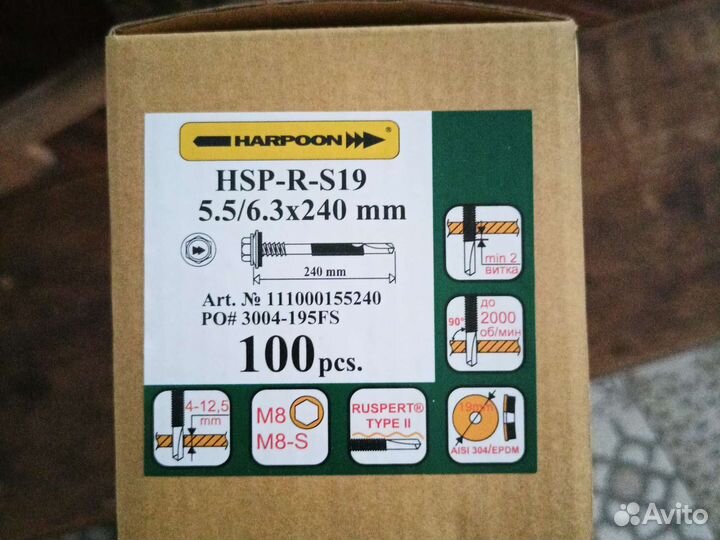 HARPOON ®
HSP-R-S19
5.5/6.3x240 mm
240 mm
Art. № 111000155240
PO# 3004-195FS
100 pcs.
min 2
витка
90°
до
2000
об/мин
4-12,5
mm
M8
M8-S
RUSPERT®
TYPE II
19mm
AISI 304/EPDM
Avito